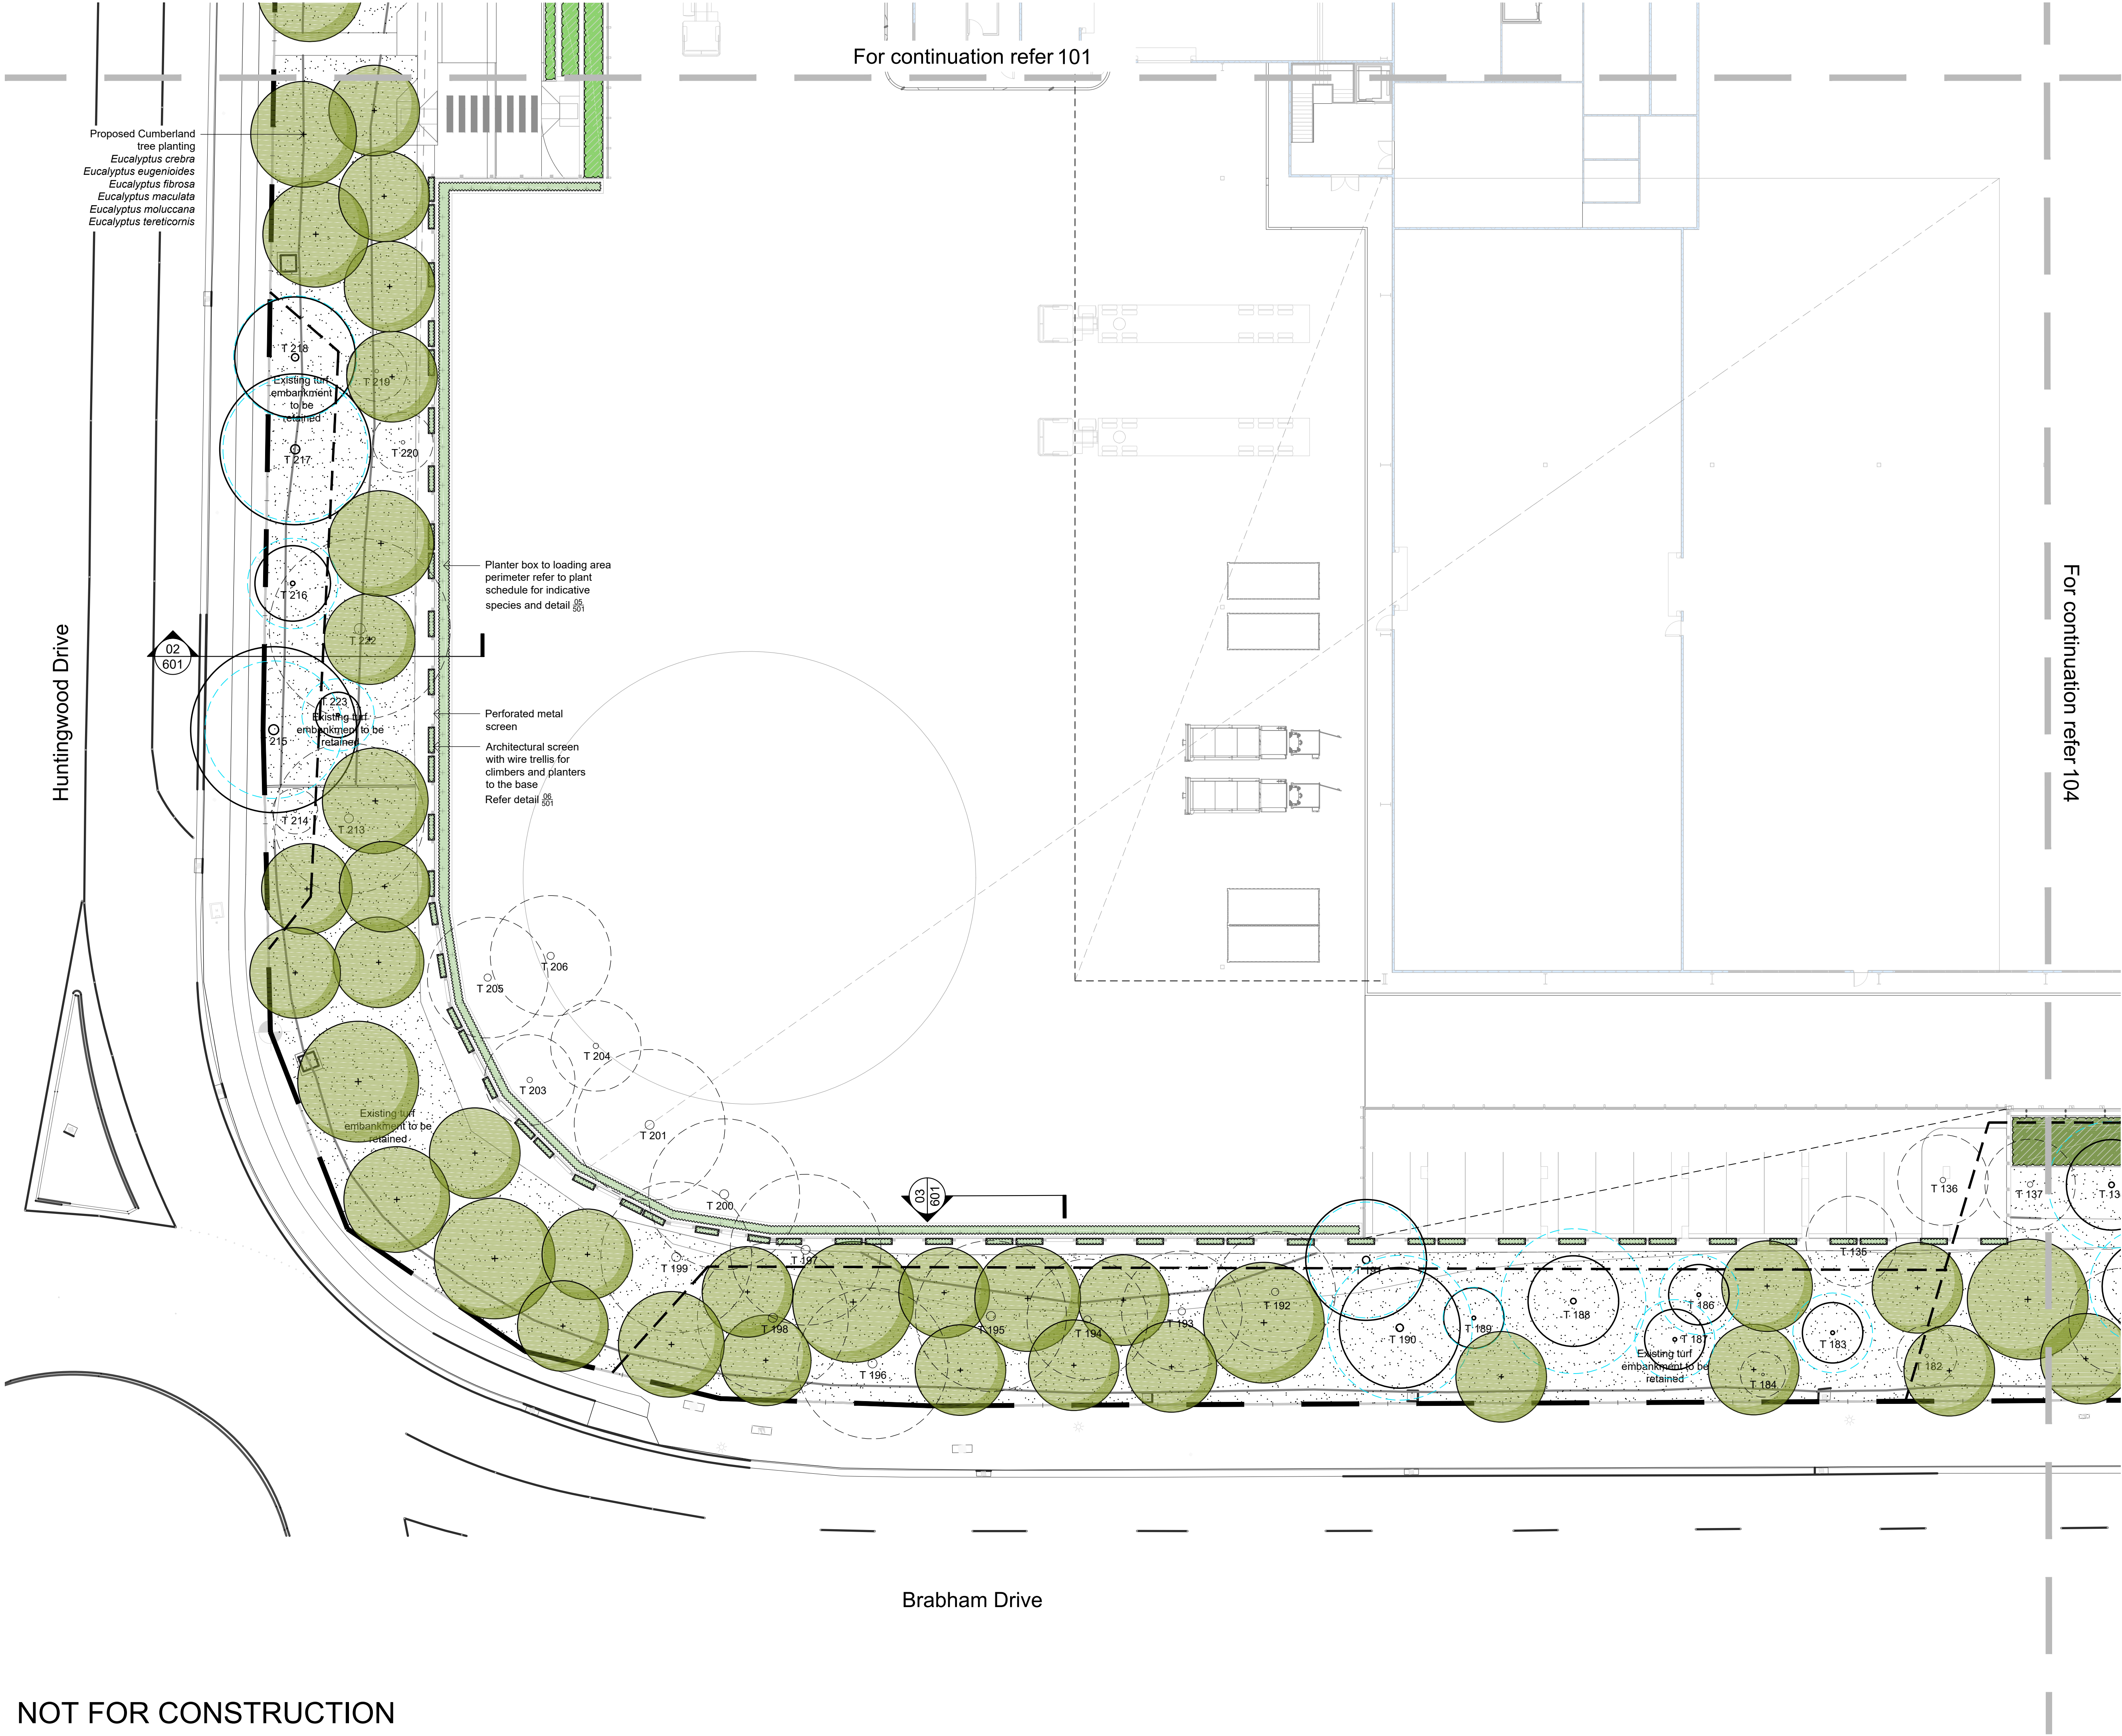 For continuation refer 101
Proposed Cumberland
tree planting
Eucalyptus crebra
Eucalyptus eugenioides
Eucalyptus fibrosa
Eucalyptus maculata
Eucalyptus moluccana
Eucalyptus tereticornis
T 218
Existing turf
embankment
to be
retained
T 219
T 217
T 220
Planter box to loading area
perimeter refer to plant
schedule for indicative
species and detail 05
501
T 216
T 222
02
601
Huntingwood Drive
For continuation refer 104
T 223
Existing turf
embankment to be
retained
T 215
Perforated metal
screen
Architectural screen
with wire trellis for
climbers and planters
to the base
Refer detail 06
501
T 214
T 213
T 206
T 205
T 204
T 203
Existing turf
embankment to be
retained
T 201
T 200
03
601
T 136
T 137
T 13
T 199
T 197
T 191
T 135
T 198
T 195
T 194
T 193
T 192
T 190
T 189
T 188
T 186
T 187
T 183
Existing turf
embankment to be
retained
T 196
T 184
T 182
Brabham Drive
NOT FOR CONSTRUCTION